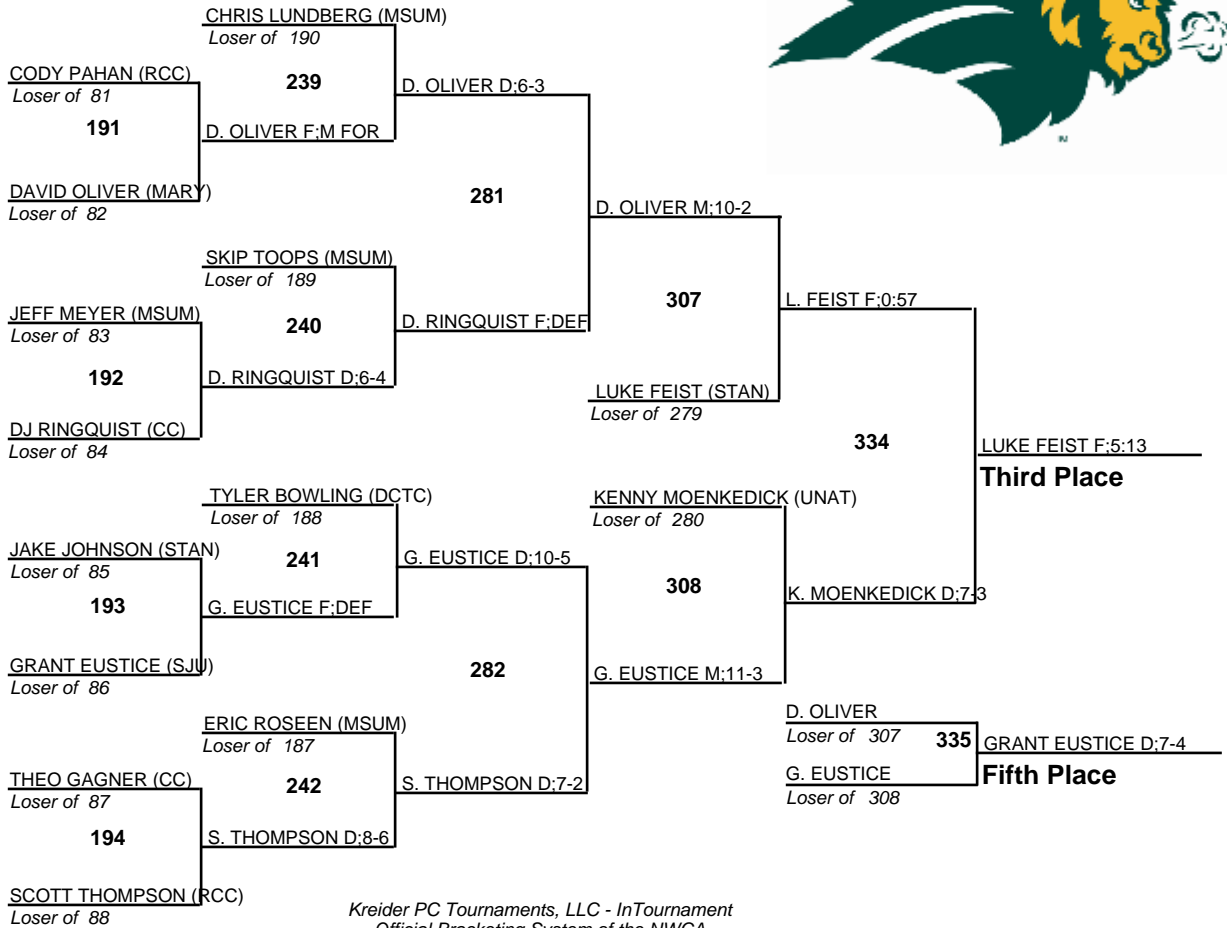 CHRIS LUNDBERG (MSUM)
Loser of 190
CODY PAHAN (RCC)
Loser of 81
239
D. OLIVER D;6-3
191
D. OLIVER F;M FOR
DAVID OLIVER (MARY)
Loser of 82
281
D. OLIVER M;10-2
SKIP TOOPS (MSUM)
Loser of 189
JEFF MEYER (MSUM)
Loser of 83
240
D. RINGQUIST F;DEF
307
L. FEIST F;0:57
192
D. RINGQUIST D;6-4
LUKE FEIST (STAN)
Loser of 279
DJ RINGQUIST (CC)
Loser of 84
334
LUKE FEIST F;5:13
Third Place
TYLER BOWLING (DCTC)
Loser of 188
KENNY MOENKEDICK (UNAT)
Loser of 280
JAKE JOHNSON (STAN)
Loser of 85
241
G. EUSTICE D;10-5
193
G. EUSTICE F;DEF
308
K. MOENKEDICK D;7-3
GRANT EUSTICE (SJU)
Loser of 86
282
G. EUSTICE M;11-3
ERIC ROSEEN (MSUM)
Loser of 187
D. OLIVER
Loser of 307
335
GRANT EUSTICE D;7-4
Fifth Place
G. EUSTICE
Loser of 308
THEO GAGNER (CC)
Loser of 87
242
S. THOMPSON D;7-2
194
S. THOMPSON D;8-6
SCOTT THOMPSON (RCC)
Loser of 88
Kreider PC Tournaments, LLC - InTournament
Official Bracketing System of the NWCA